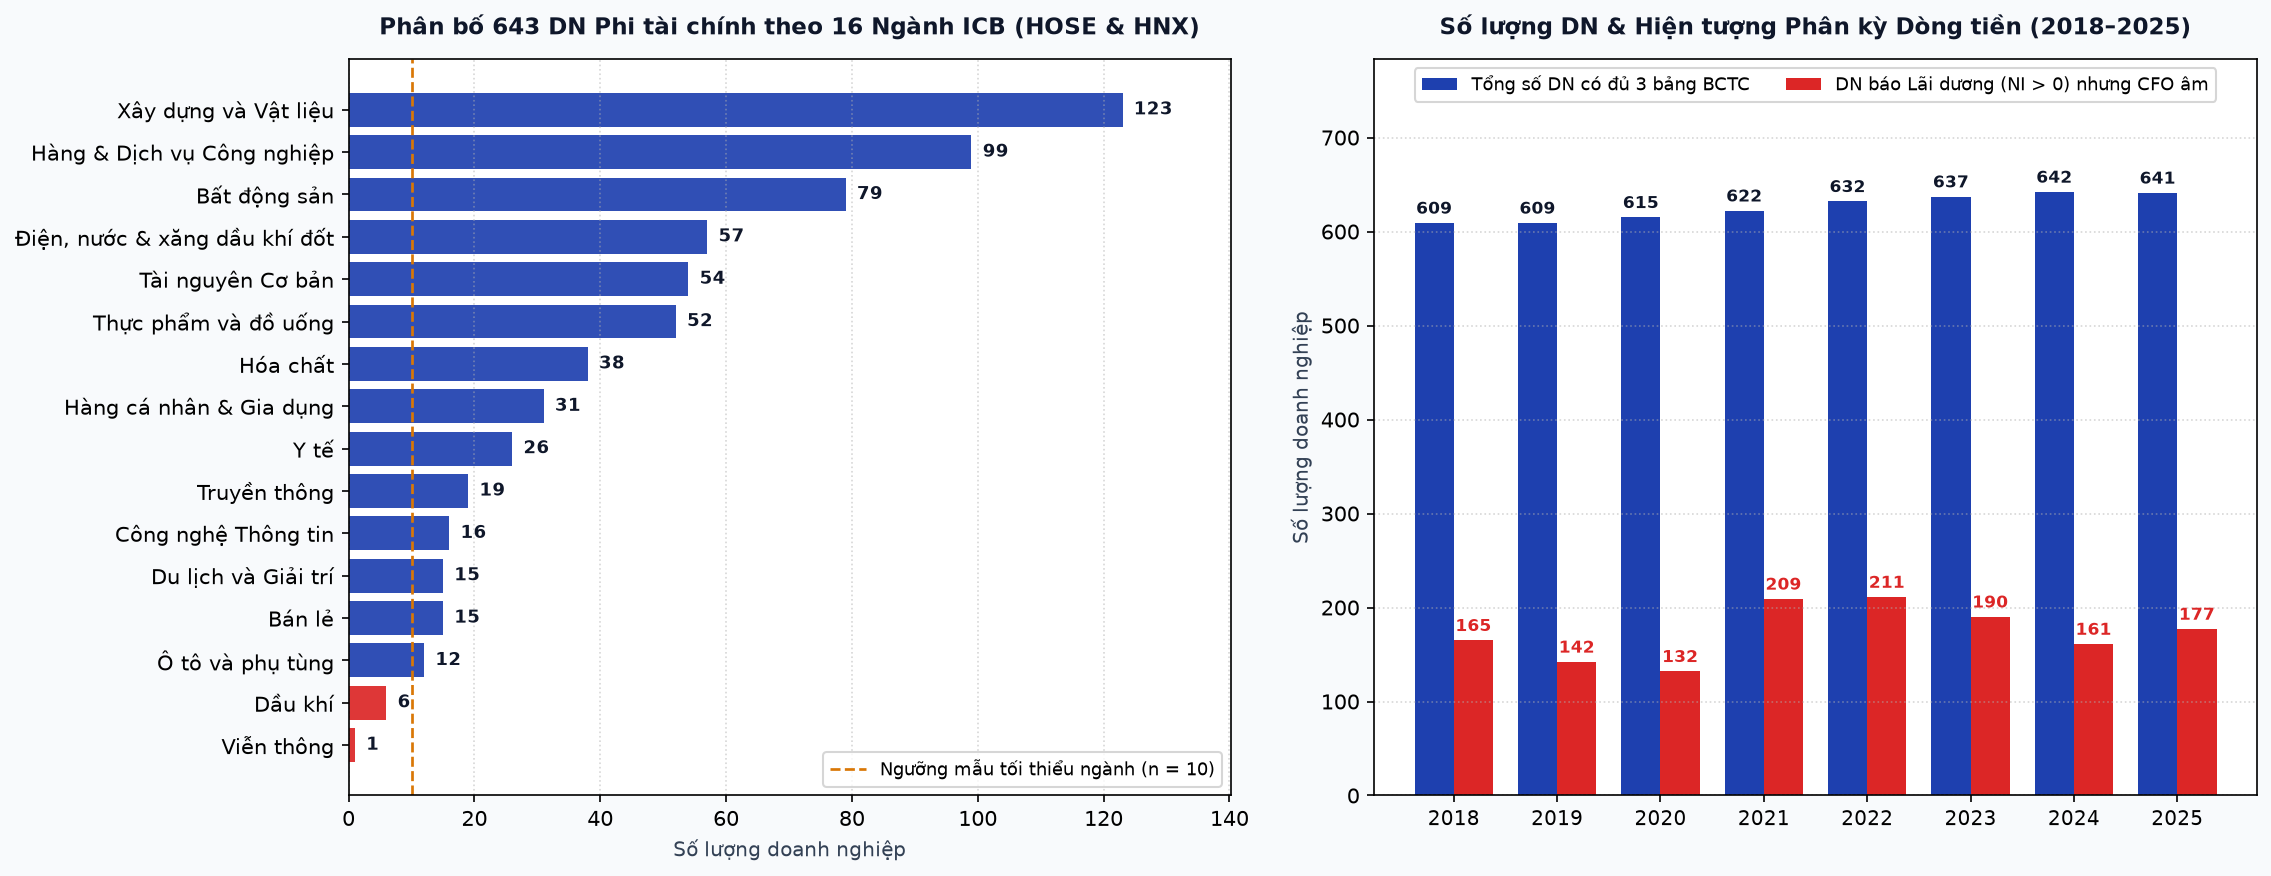 Phân bố 643 DN Phi tài chính theo 16 Ngành ICB (HOSE & HNX)
Xây dựng và Vật liệu
123
Hàng & Dịch vụ Công nghiệp
99
Bất động sản
79
Điện, nước & xăng dầu khí đốt
57
Tài nguyên Cơ bản
54
Thực phẩm và đồ uống
52
Hóa chất
38
Hàng cá nhân & Gia dụng
31
Y tế
26
Truyền thông
19
Công nghệ Thông tin
16
Du lịch và Giải trí
15
Bán lẻ
15
Ô tô và phụ tùng
12
Dầu khí
6
Viễn thông
1
Ngưỡng mẫu tối thiểu ngành (n = 10)
0 20 40 60 80 100 120 140
Số lượng doanh nghiệp
Số lượng DN & Hiện tượng Phân kỳ Dòng tiền (2018–2025)
Tổng số DN có đủ 3 bảng BCTC
DN báo Lãi dương (NI > 0) nhưng CFO âm
Số lượng doanh nghiệp
700
600
500
400
300
200
100
0
609 609 615 622 632 637 642 641
165 142 132 209 211 190 161 177
2018 2019 2020 2021 2022 2023 2024 2025